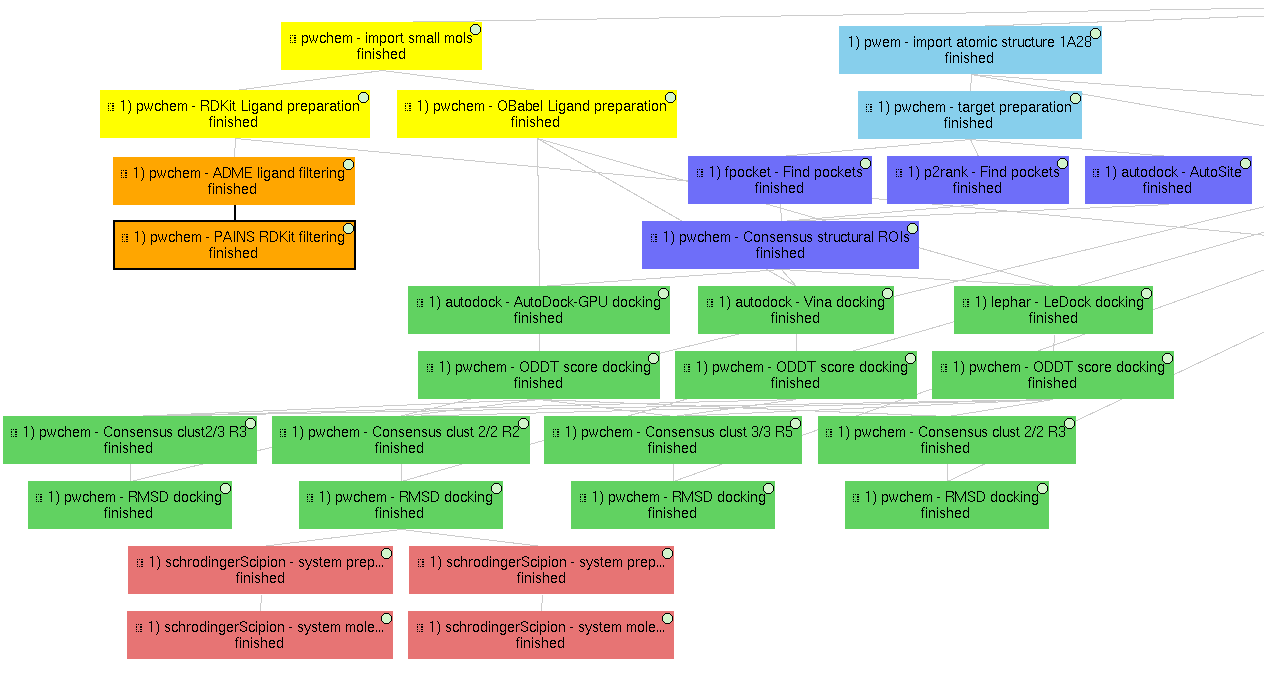 pwchem - import small mols
finished
1) pwem - import atomic structure 1A28
finished
1) pwchem - RDKit Ligand preparation
finished
1) pwchem - OBabel Ligand preparation
finished
1) pwchem - target preparation
finished
1) pwchem - ADME ligand filtering
finished
1) fpocket - Find pockets
finished
1) p2rank - Find pockets
finished
1) autodock - AutoSite
finished
1) pwchem - PAINS RDKit filtering
finished
1) pwchem - Consensus structural ROIs
finished
1) autodock - AutoDock-GPU docking
finished
1) autodock - Vina docking
finished
1) lephar - LeDock docking
finished
1) pwchem - ODDT score docking
finished
1) pwchem - ODDT score docking
finished
1) pwchem - ODDT score docking
finished
1) pwchem - Consensus clust2/3 R3
finished
1) pwchem - Consensus clust 2/2 R2
finished
1) pwchem - Consensus clust 3/3 R5
finished
1) pwchem - Consensus clust 2/2 R3
finished
1) pwchem - RMSD docking
finished
1) pwchem - RMSD docking
finished
1) pwchem - RMSD docking
finished
1) pwchem - RMSD docking
finished
1) schrodingerScipion - system prep...
finished
1) schrodingerScipion - system prep...
finished
1) schrodingerScipion - system mole...
finished
1) schrodingerScipion - system mole...
finished